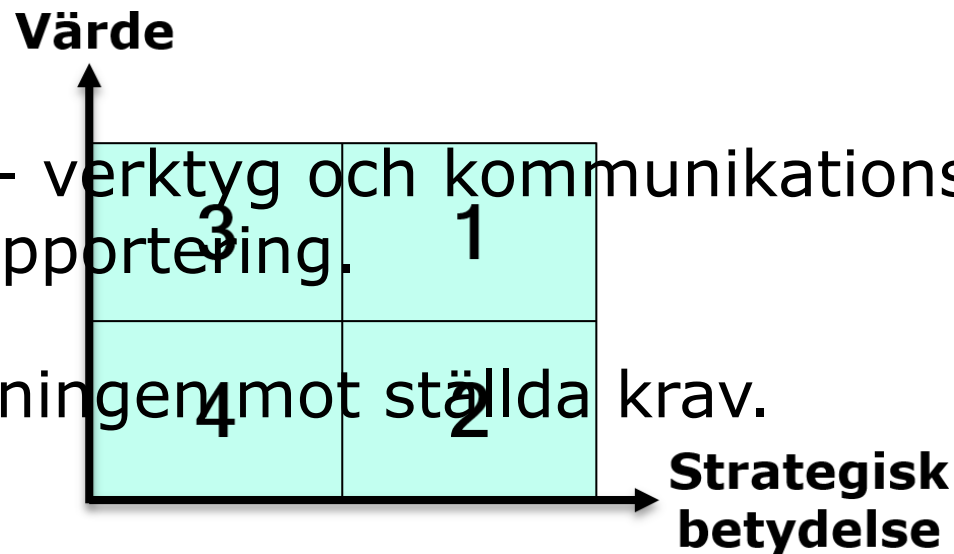 Värde
- verktyg och kommunikations
3 1
pportering.
ningen mot ställda krav.
4 2
Strategisk
betydelse